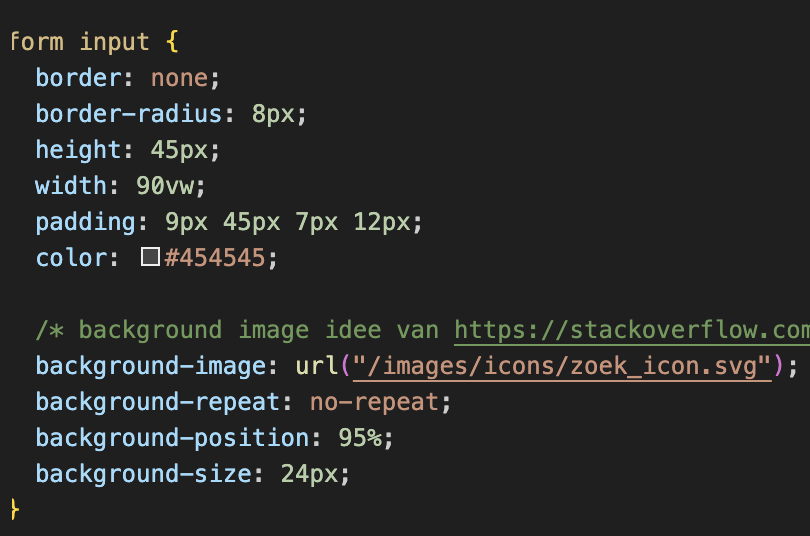 form input {
border: none;
border-radius: 8px;
height: 45px;
width: 90vw;
padding: 9px 45px 7px 12px;
color: #454545;
/* background image idee van https://stackoverflow.com
background-image: url("/images/icons/zoek_icon.svg");
background-repeat: no-repeat;
background-position: 95%;
background-size: 24px;
}